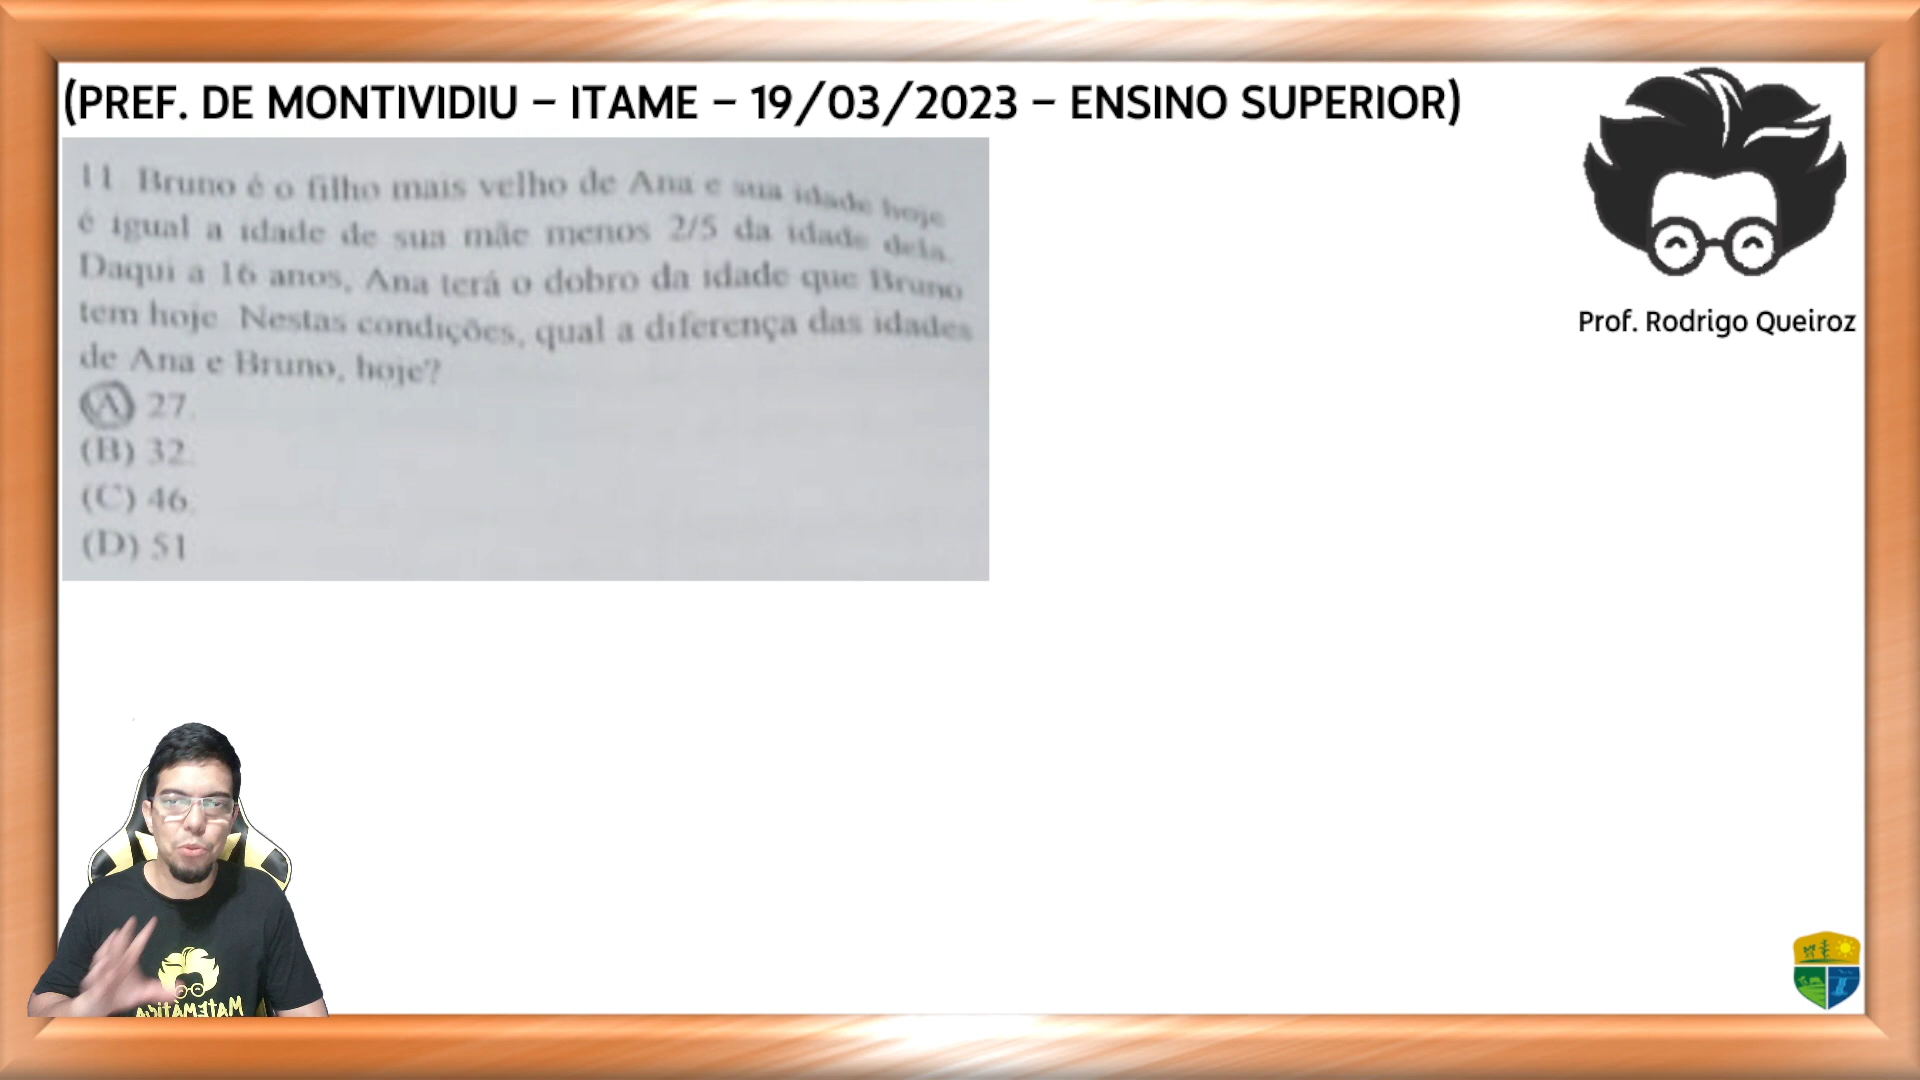 (PREF. DE MONTIVIDIU – ITAME – 19/03/2023 – ENSINO SUPERIOR)
11 Bruno é o filho mais velho de Ana e sua idade hoje
é igual a idade de sua mãe menos 2/5 da idade dela.
Daqui a 16 anos, Ana terá o dobro da idade que Bruno
tem hoje. Nestas condições, qual a diferença das idades
de Ana e Bruno, hoje?
(A) 27.
(B) 32.
(C) 46.
(D) 51
Prof. Rodrigo Queiroz
MATEMÁTICA